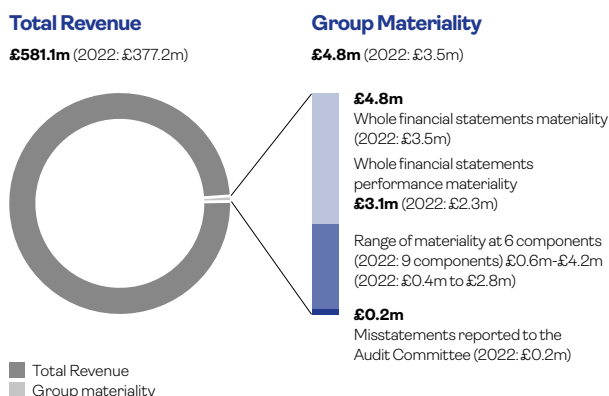 Total Revenue
£581.1m (2022: £377.2m)
Group Materiality
£4.8m (2022: £3.5m)
£4.8m
Whole financial statements materiality
(2022: £3.5m)
Whole financial statements
performance materiality
£3.1m (2022: £2.3m)
Range of materiality at 6 components
(2022: 9 components) £0.6m-£4.2m
(2022: £0.4m to £2.8m)
£0.2m
Misstatements reported to the
Audit Committee (2022: £0.2m)
Total Revenue
Group materiality